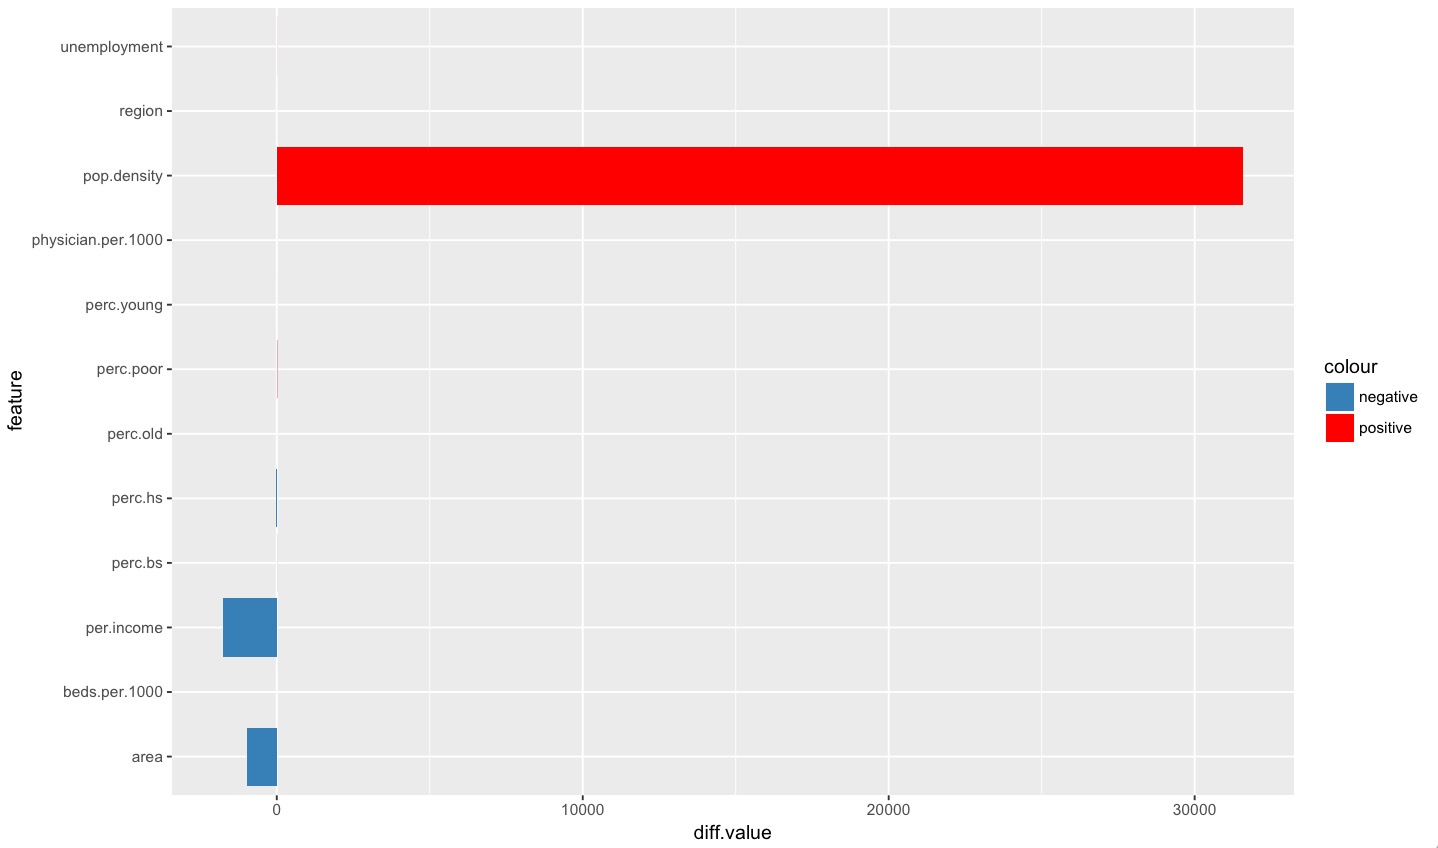 unemployment
region
pop.density
physician.per.1000
perc.young
perc.poor
perc.old
perc.hs
perc.bs
per.income
beds.per.1000
area
feature
0
10000
20000
30000
diff.value
colour
negative
positive